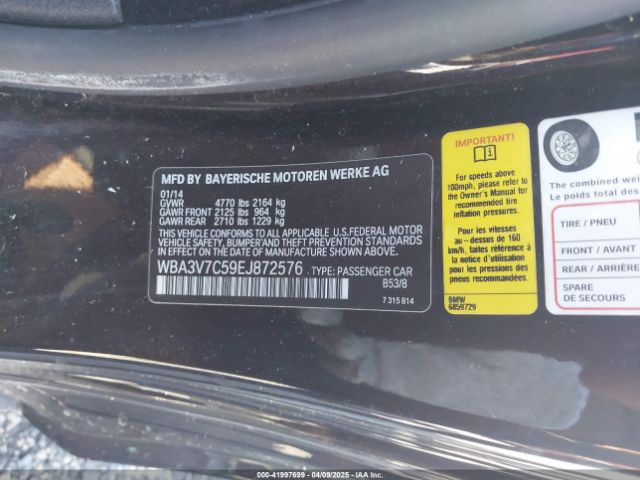 MFD BY BAYERISCHE MOTOREN WERKE AG
01/14
GVWR 4770 lbs 2164 kg
GAWR FRONT 2125 lbs 964 kg
GAWR REAR 2710 lbs 1229 kg
THIS VEHICLE CONFORMS TO ALL APPLICABLE U.S.FEDERAL MOTOR
VEHICLE SAFETY, BUMPER AND THEFT PREVENTION STANDARDS
IN EFFECT ON THE DATE OF MANUFACTURE SHOWN ABOVE.
WBA3V7C59EJ872576 TYPE: PASSENGER CAR
B53/8
7 315 814
IMPORTANT!
For speeds above
100mph, please refer to
the Owner's Manual for
recommended tire
inflation pressures.
Pour les vitesses
au-dessus de 160
km/h, faites référence à
la notice d'utilisation
pour les pressions de
gonflage des pneus
recommandées.
BMW
6859729
The combined wei
Le poids total des
TIRE / PNEU
FRONT / AVANT
REAR / ARRIÈRE
SPARE
DE SECOURS
000-41997699 - 04/09/2025 - IAAI.COM